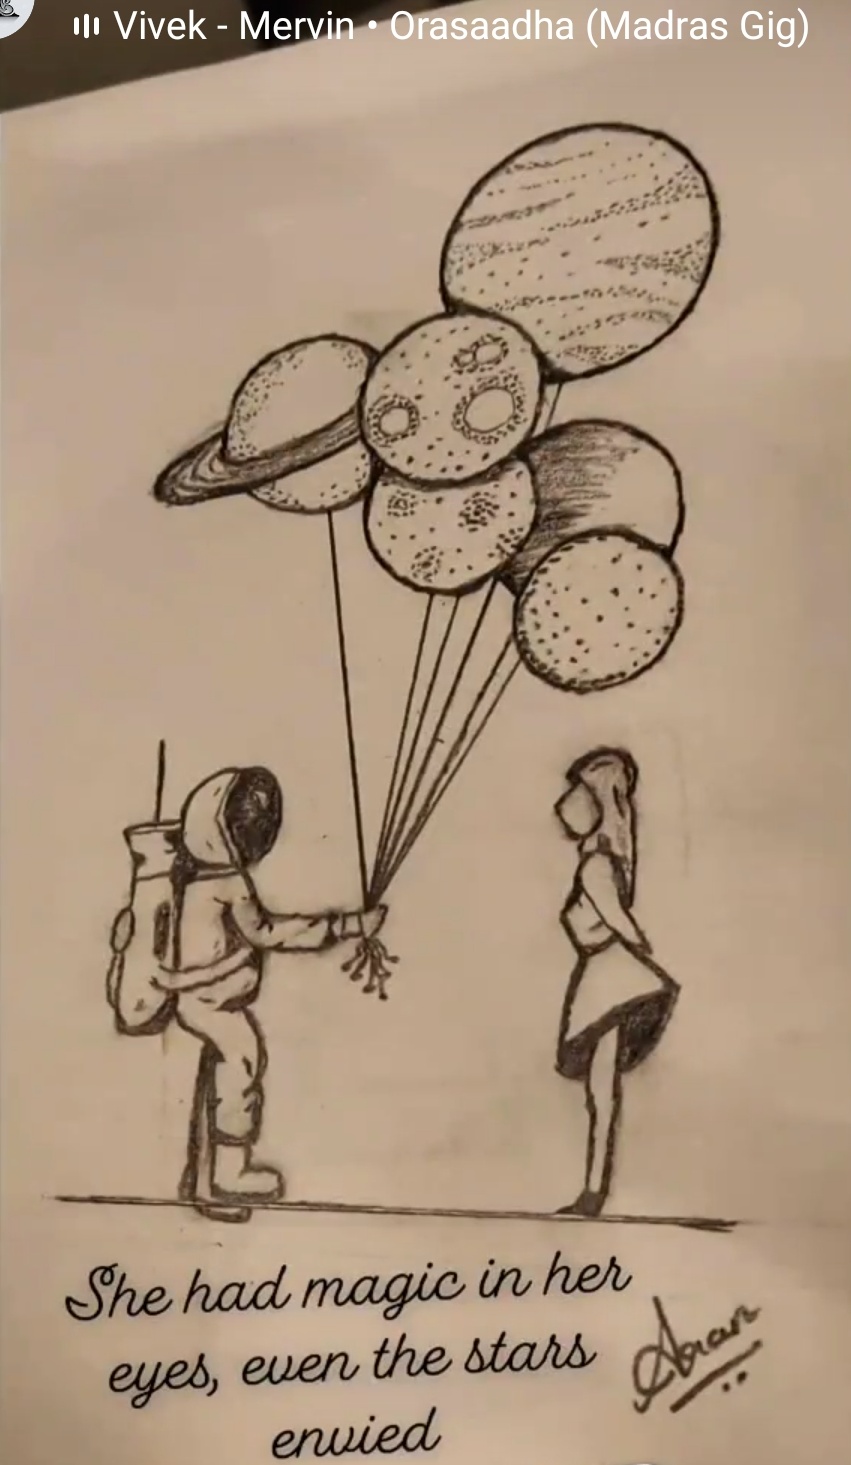 Vivek - Mervin • Orasaadha (Madras Gig)
She had magic in her
eyes, even the stars
envied